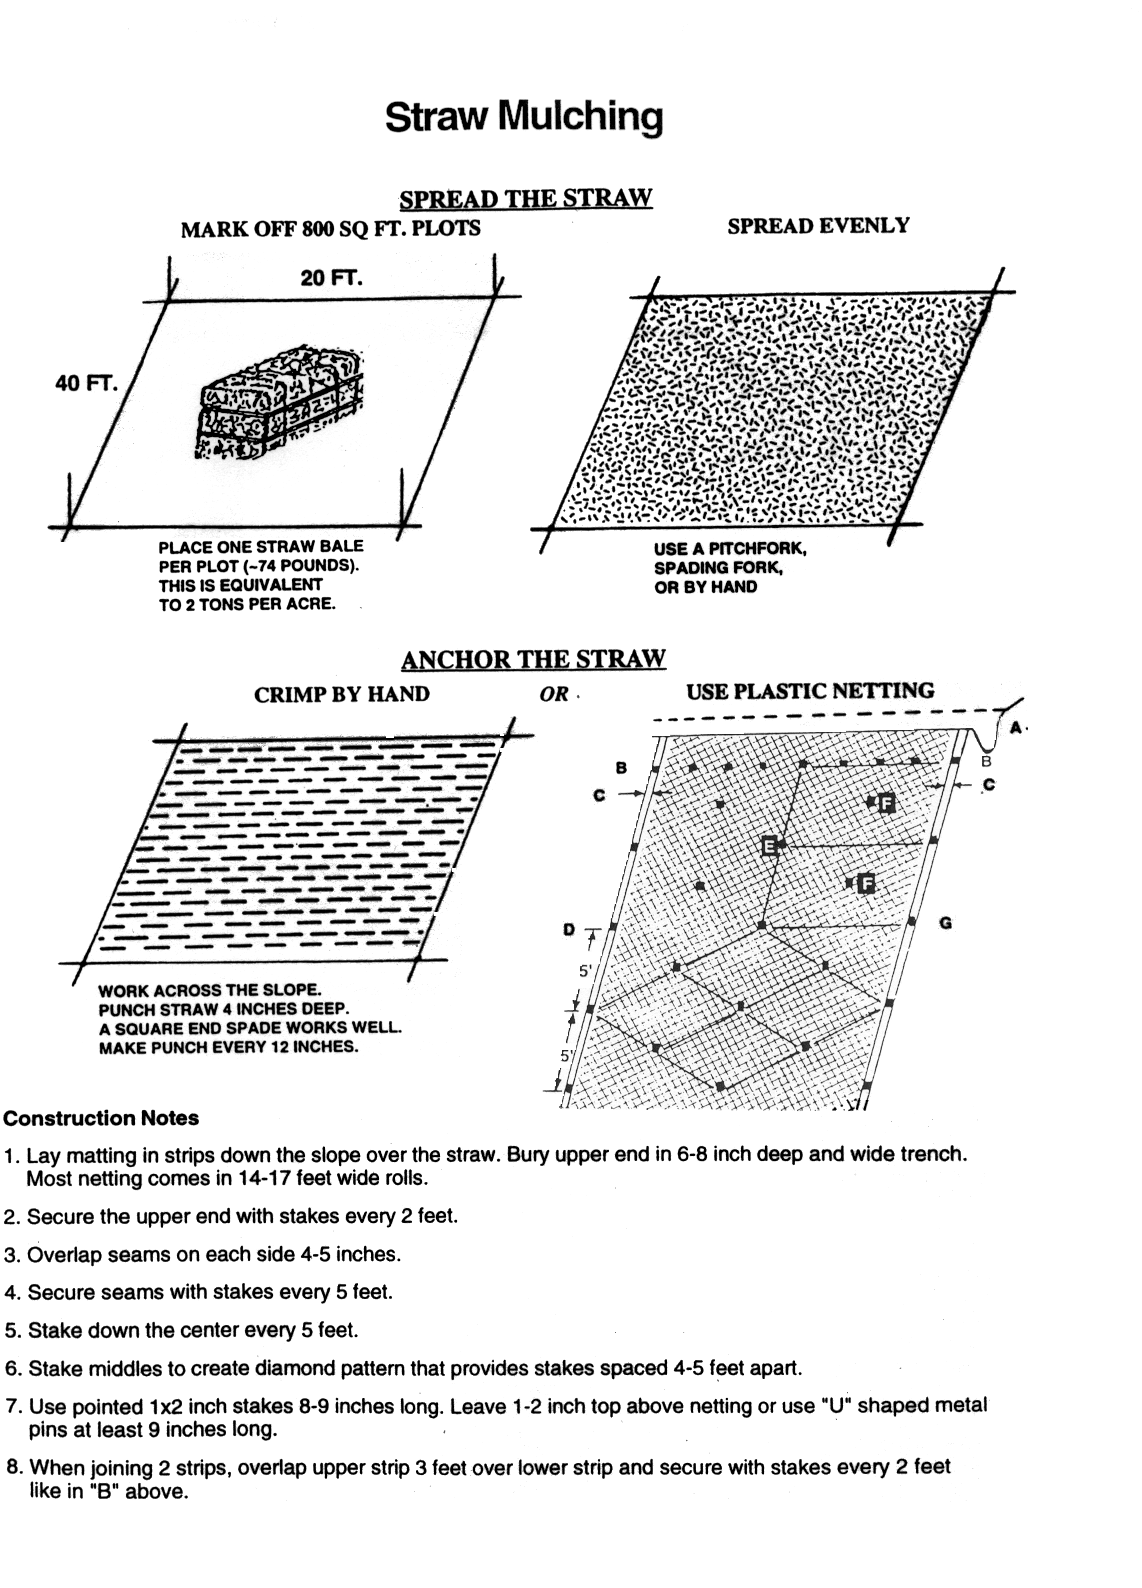 Straw Mulching
SPREAD THE STRAW
MARK OFF 800 SQ FT. PLOTS
SPREAD EVENLY
20 FT.
40 FT.
PLACE ONE STRAW BALE
PER PLOT (~74 POUNDS).
THIS IS EQUIVALENT
TO 2 TONS PER ACRE.
USE A PITCHFORK,
SPADING FORK,
OR BY HAND
ANCHOR THE STRAW
CRIMP BY HAND
OR
USE PLASTIC NETTING
A
B
B
C
C
F
E
F
D
G
5'
5'
WORK ACROSS THE SLOPE.
PUNCH STRAW 4 INCHES DEEP.
A SQUARE END SPADE WORKS WELL.
MAKE PUNCH EVERY 12 INCHES.
Construction Notes
1. Lay matting in strips down the slope over the straw. Bury upper end in 6-8 inch deep and wide trench.
Most netting comes in 14-17 feet wide rolls.
2. Secure the upper end with stakes every 2 feet.
3. Overlap seams on each side 4-5 inches.
4. Secure seams with stakes every 5 feet.
5. Stake down the center every 5 feet.
6. Stake middles to create diamond pattern that provides stakes spaced 4-5 feet apart.
7. Use pointed 1x2 inch stakes 8-9 inches long. Leave 1-2 inch top above netting or use "U" shaped metal
pins at least 9 inches long.
8. When joining 2 strips, overlap upper strip 3 feet over lower strip and secure with stakes every 2 feet
like in "B" above.